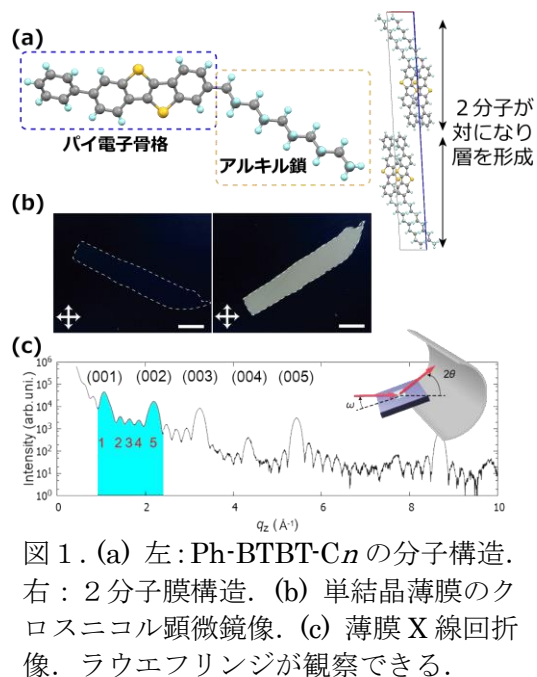 (a)
パイ電子骨格
アルキル鎖
２分子が
対になり
層を形成
(b)
(c)
Intensity (arb.uni.)
10⁶
10⁵
10⁴
10³
10²
10¹
10⁰
(001) (002) (003) (004) (005)
1 2 3 4 5
2θ
ω
0 2 4 6 8 10
qz (Å⁻¹)
図１. (a) 左 : Ph-BTBT-Cnの分子構造.
右：２分子膜構造. (b) 単結晶薄膜のク
ロスニコル顕微鏡像. (c) 薄膜 X 線回折
像. ラウエフリンジが観察できる.